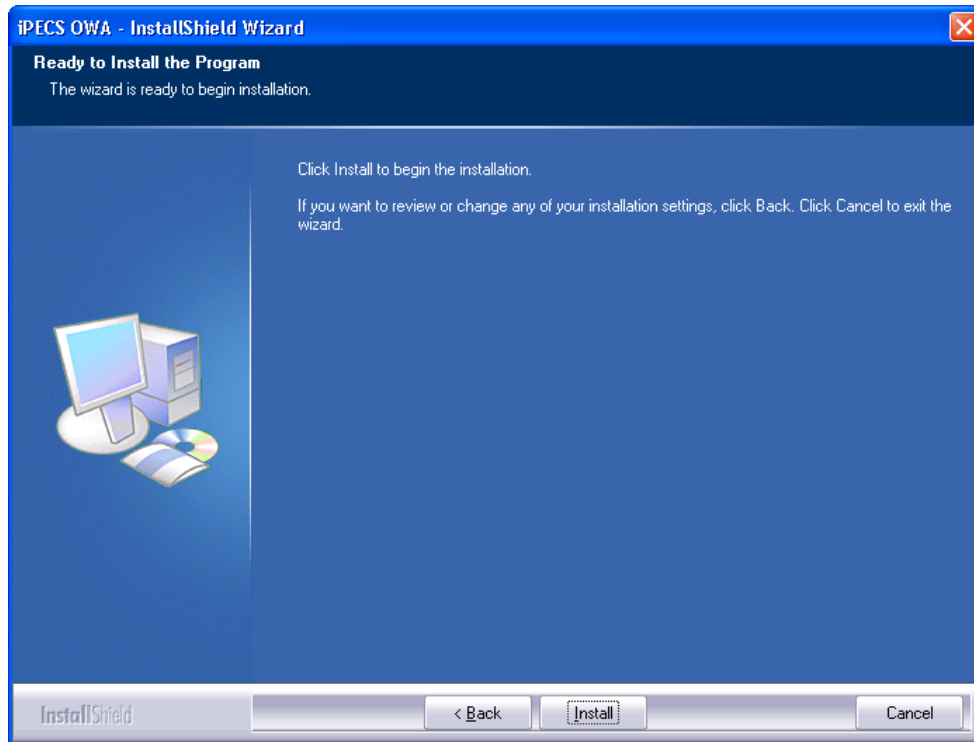 iPECS OWA - InstallShield Wizard
Ready to Install the Program
The wizard is ready to begin installation.
Click Install to begin the installation.
If you want to review or change any of your installation settings, click Back. Click Cancel to exit the
wizard.
InstallShield
< Back
Install
Cancel